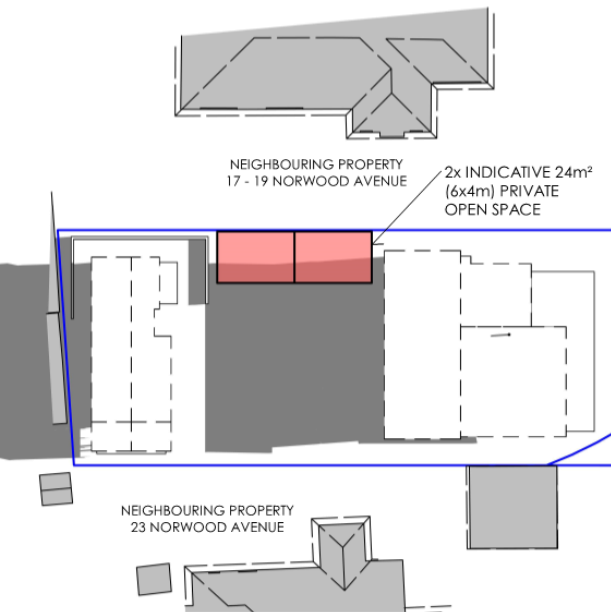 NEIGHBOURING PROPERTY
17 - 19 NORWOOD AVENUE
2x INDICATIVE 24m²
(6x4m) PRIVATE
OPEN SPACE
NEIGHBOURING PROPERTY
23 NORWOOD AVENUE